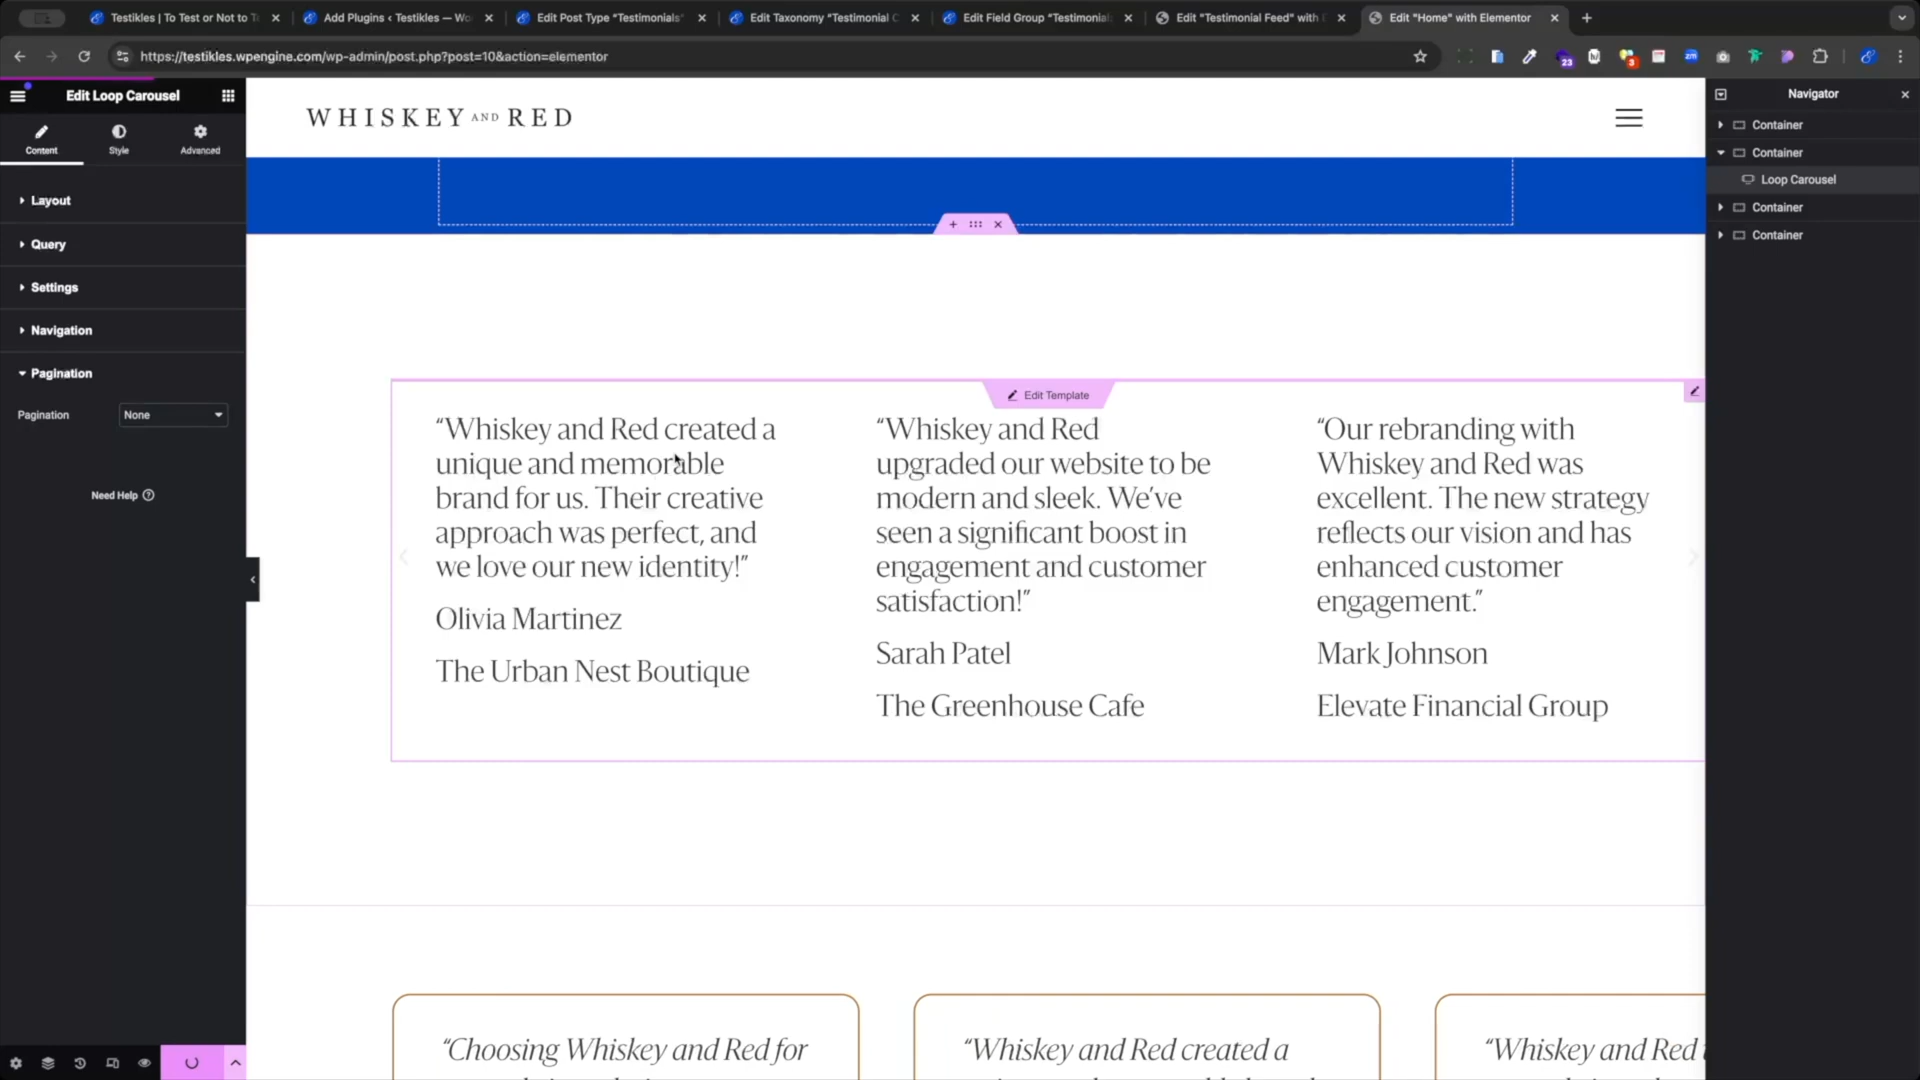 Testikles | To Test or Not to T
Add Plugins ‹ Testikles — Wo
Edit Post Type "Testimonials"
Edit Taxonomy "Testimonial C
Edit Field Group "Testimonial
Edit "Testimonial Feed" with E
Edit "Home" with Elementor
https://testikles.wpengine.com/wp-admin/post.php?post=10&action=elementor
23
3
Edit Loop Carousel
Content
Style
Advanced
Layout
Query
Settings
Navigation
Pagination
Pagination
None
Need Help
WHISKEY AND RED
Edit Template
“Whiskey and Red created a
unique and memorable
brand for us. Their creative
approach was perfect, and
we love our new identity!”
Olivia Martinez
The Urban Nest Boutique
“Whiskey and Red
upgraded our website to be
modern and sleek. We’ve
seen a significant boost in
engagement and customer
satisfaction!”
Sarah Patel
The Greenhouse Cafe
“Our rebranding with
Whiskey and Red was
excellent. The new strategy
reflects our vision and has
enhanced customer
engagement.”
Mark Johnson
Elevate Financial Group
“Choosing Whiskey and Red for
“Whiskey and Red created a
“Whiskey and Red
Navigator
Container
Container
Loop Carousel
Container
Container